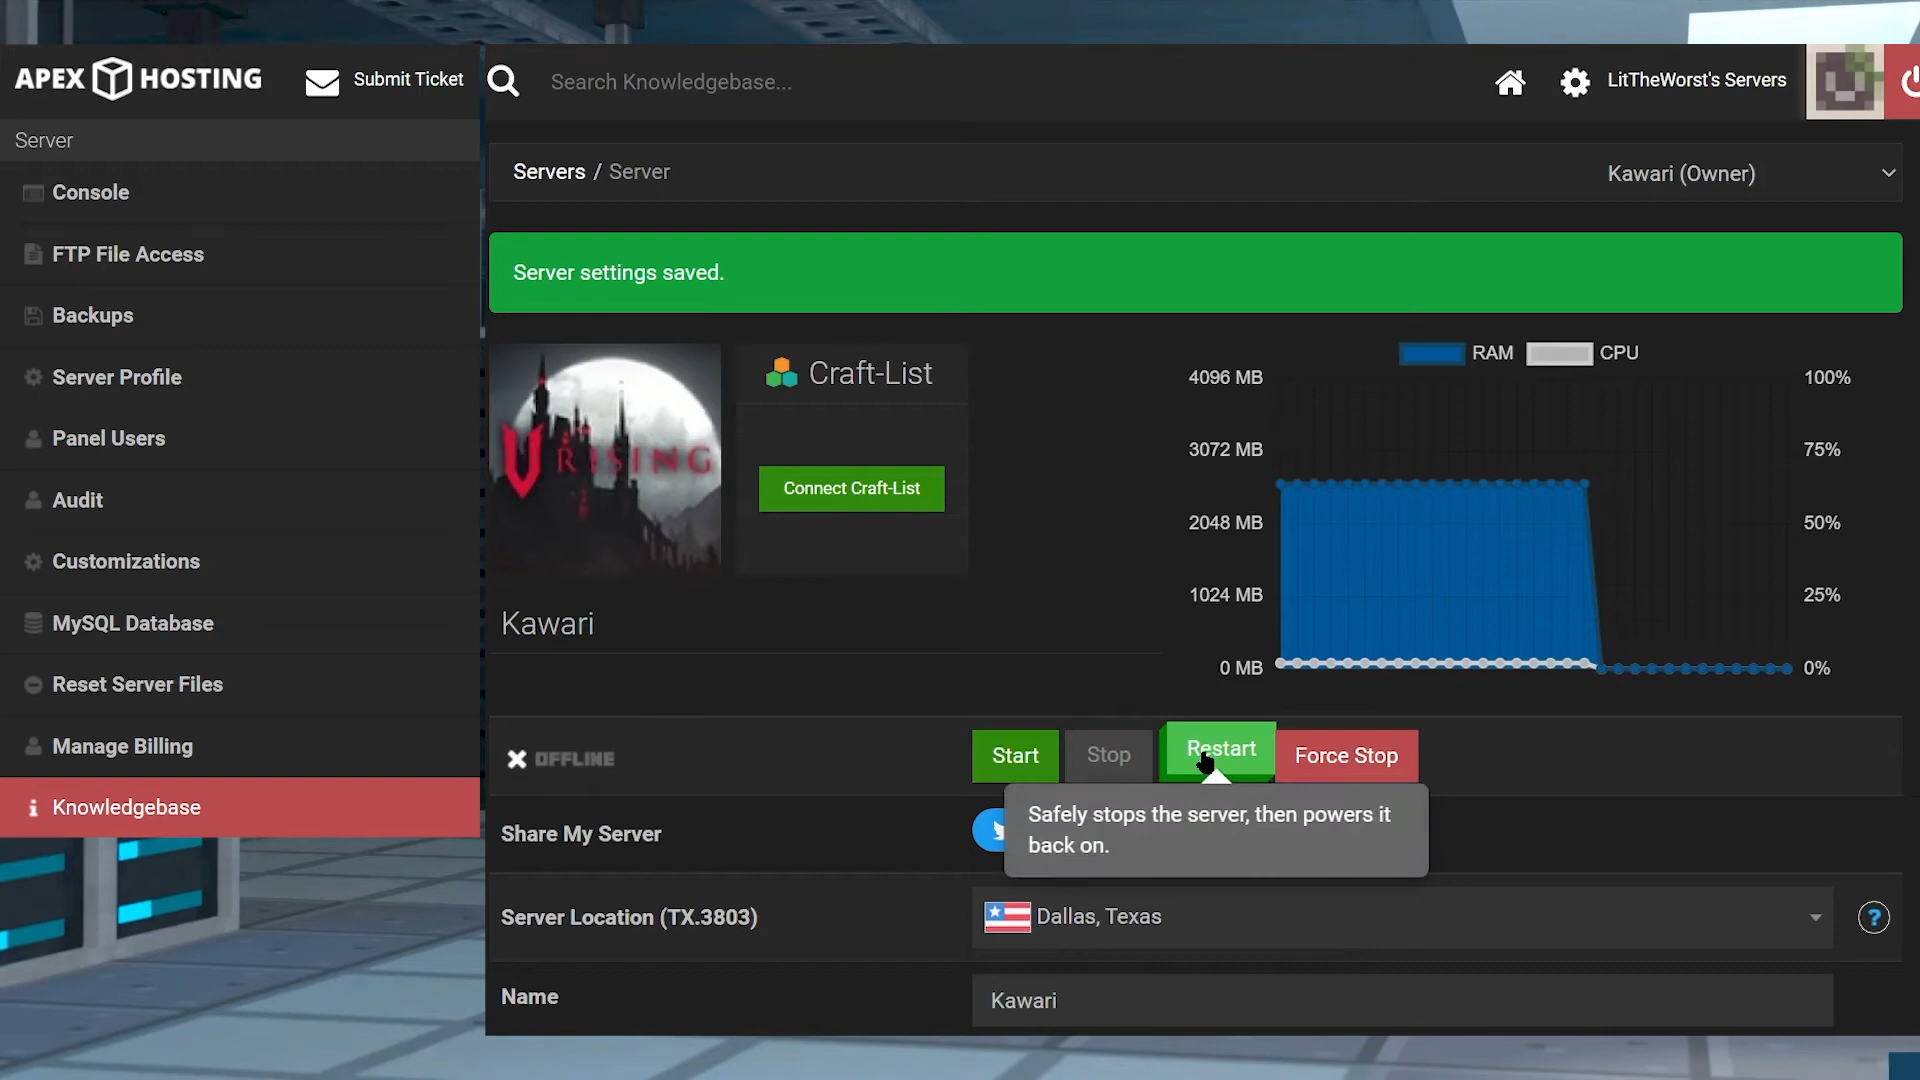 APEX HOSTING
Submit Ticket
Search Knowledgebase...
LitTheWorst's Servers
Server
Console
FTP File Access
Backups
Server Profile
Panel Users
Audit
Customizations
MySQL Database
Reset Server Files
Manage Billing
Knowledgebase
Servers / Server
Kawari (Owner)
Server settings saved.
V RISING
Craft-List
Connect Craft-List
Kawari
RAM CPU
4096 MB 100%
3072 MB 75%
2048 MB 50%
1024 MB 25%
0 MB 0%
OFFLINE
Start Stop Restart Force Stop
Safely stops the server, then powers it
back on.
Share My Server
Server Location (TX.3803)
Dallas, Texas
?
Name
Kawari